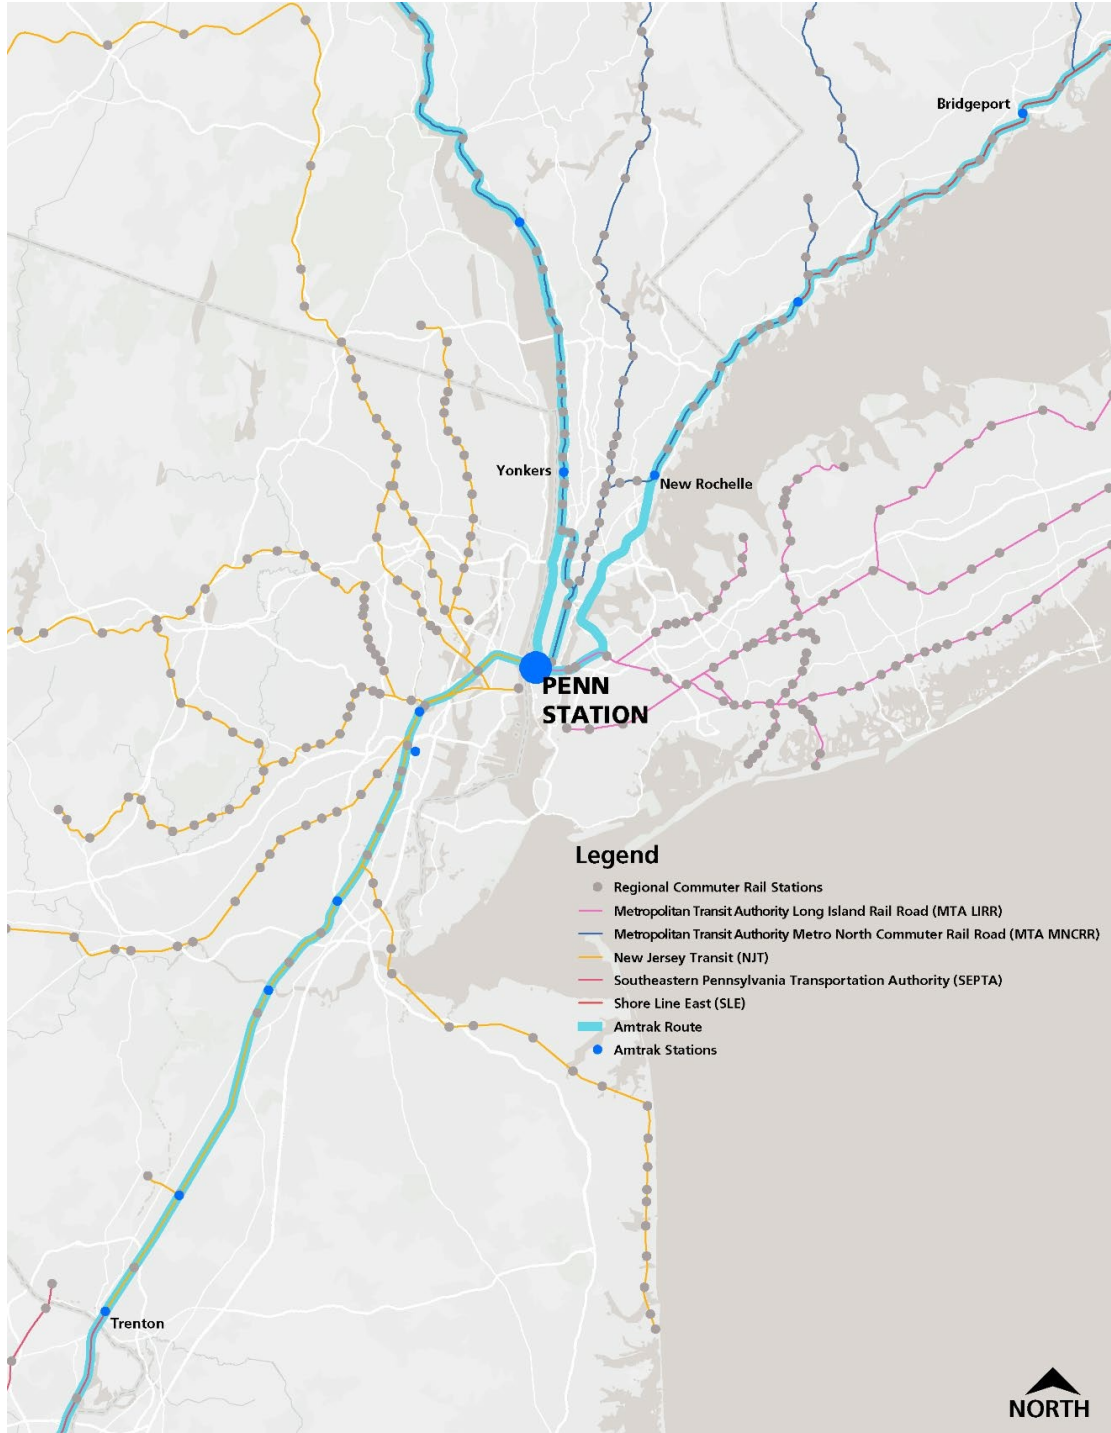 Bridgeport
Yonkers
New Rochelle
PENN
STATION
Legend
Regional Commuter Rail Stations
Metropolitan Transit Authority Long Island Rail Road (MTA LIRR)
Metropolitan Transit Authority Metro North Commuter Rail Road (MTA MNCRR)
New Jersey Transit (NJT)
Southeastern Pennsylvania Transportation Authority (SEPTA)
Shore Line East (SLE)
Amtrak Route
Amtrak Stations
Trenton
NORTH